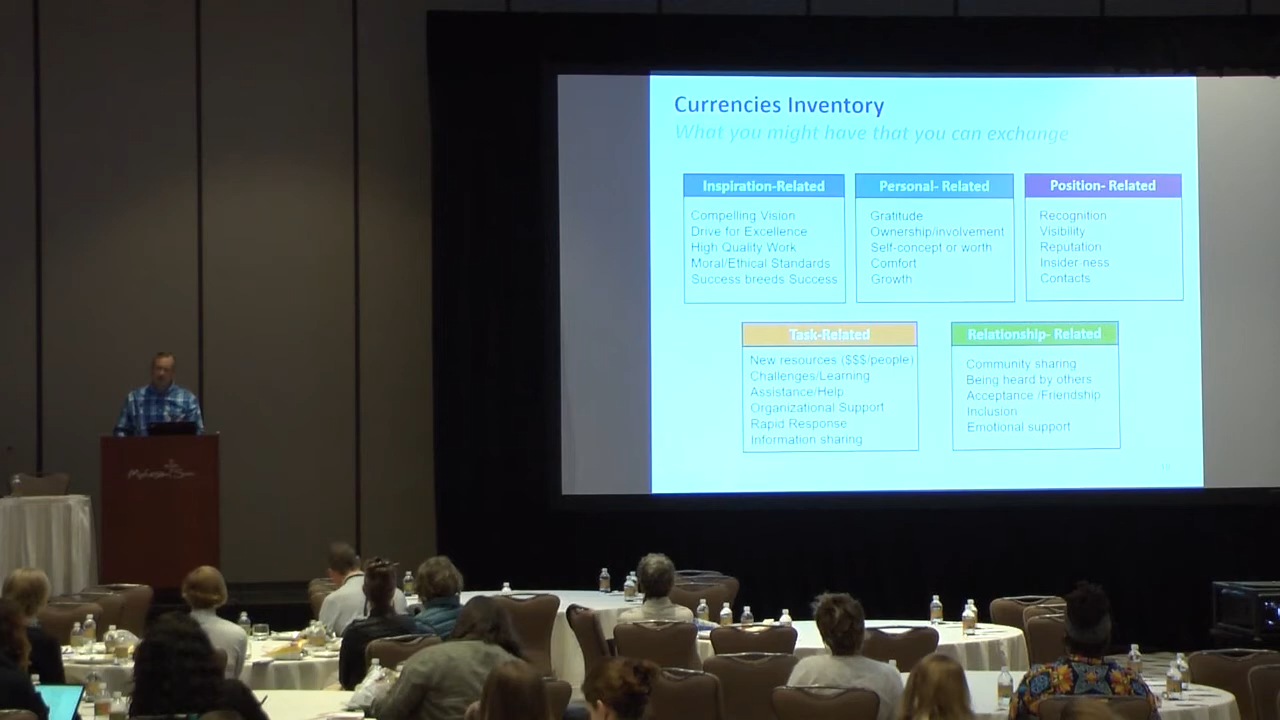 Currencies Inventory
What you might have that you can exchange
Inspiration-Related
Compelling Vision
Drive for Excellence
High Quality Work
Moral/Ethical Standards
Success breeds Success
Personal- Related
Gratitude
Ownership/involvement
Self-concept or worth
Comfort
Growth
Position- Related
Recognition
Visibility
Reputation
Insider-ness
Contacts
Task-Related
New resources ($$$/people)
Challenges/Learning
Assistance/Help
Organizational Support
Rapid Response
Information sharing
Relationship- Related
Community sharing
Being heard by others
Acceptance /Friendship
Inclusion
Emotional support
Mohegan Sun